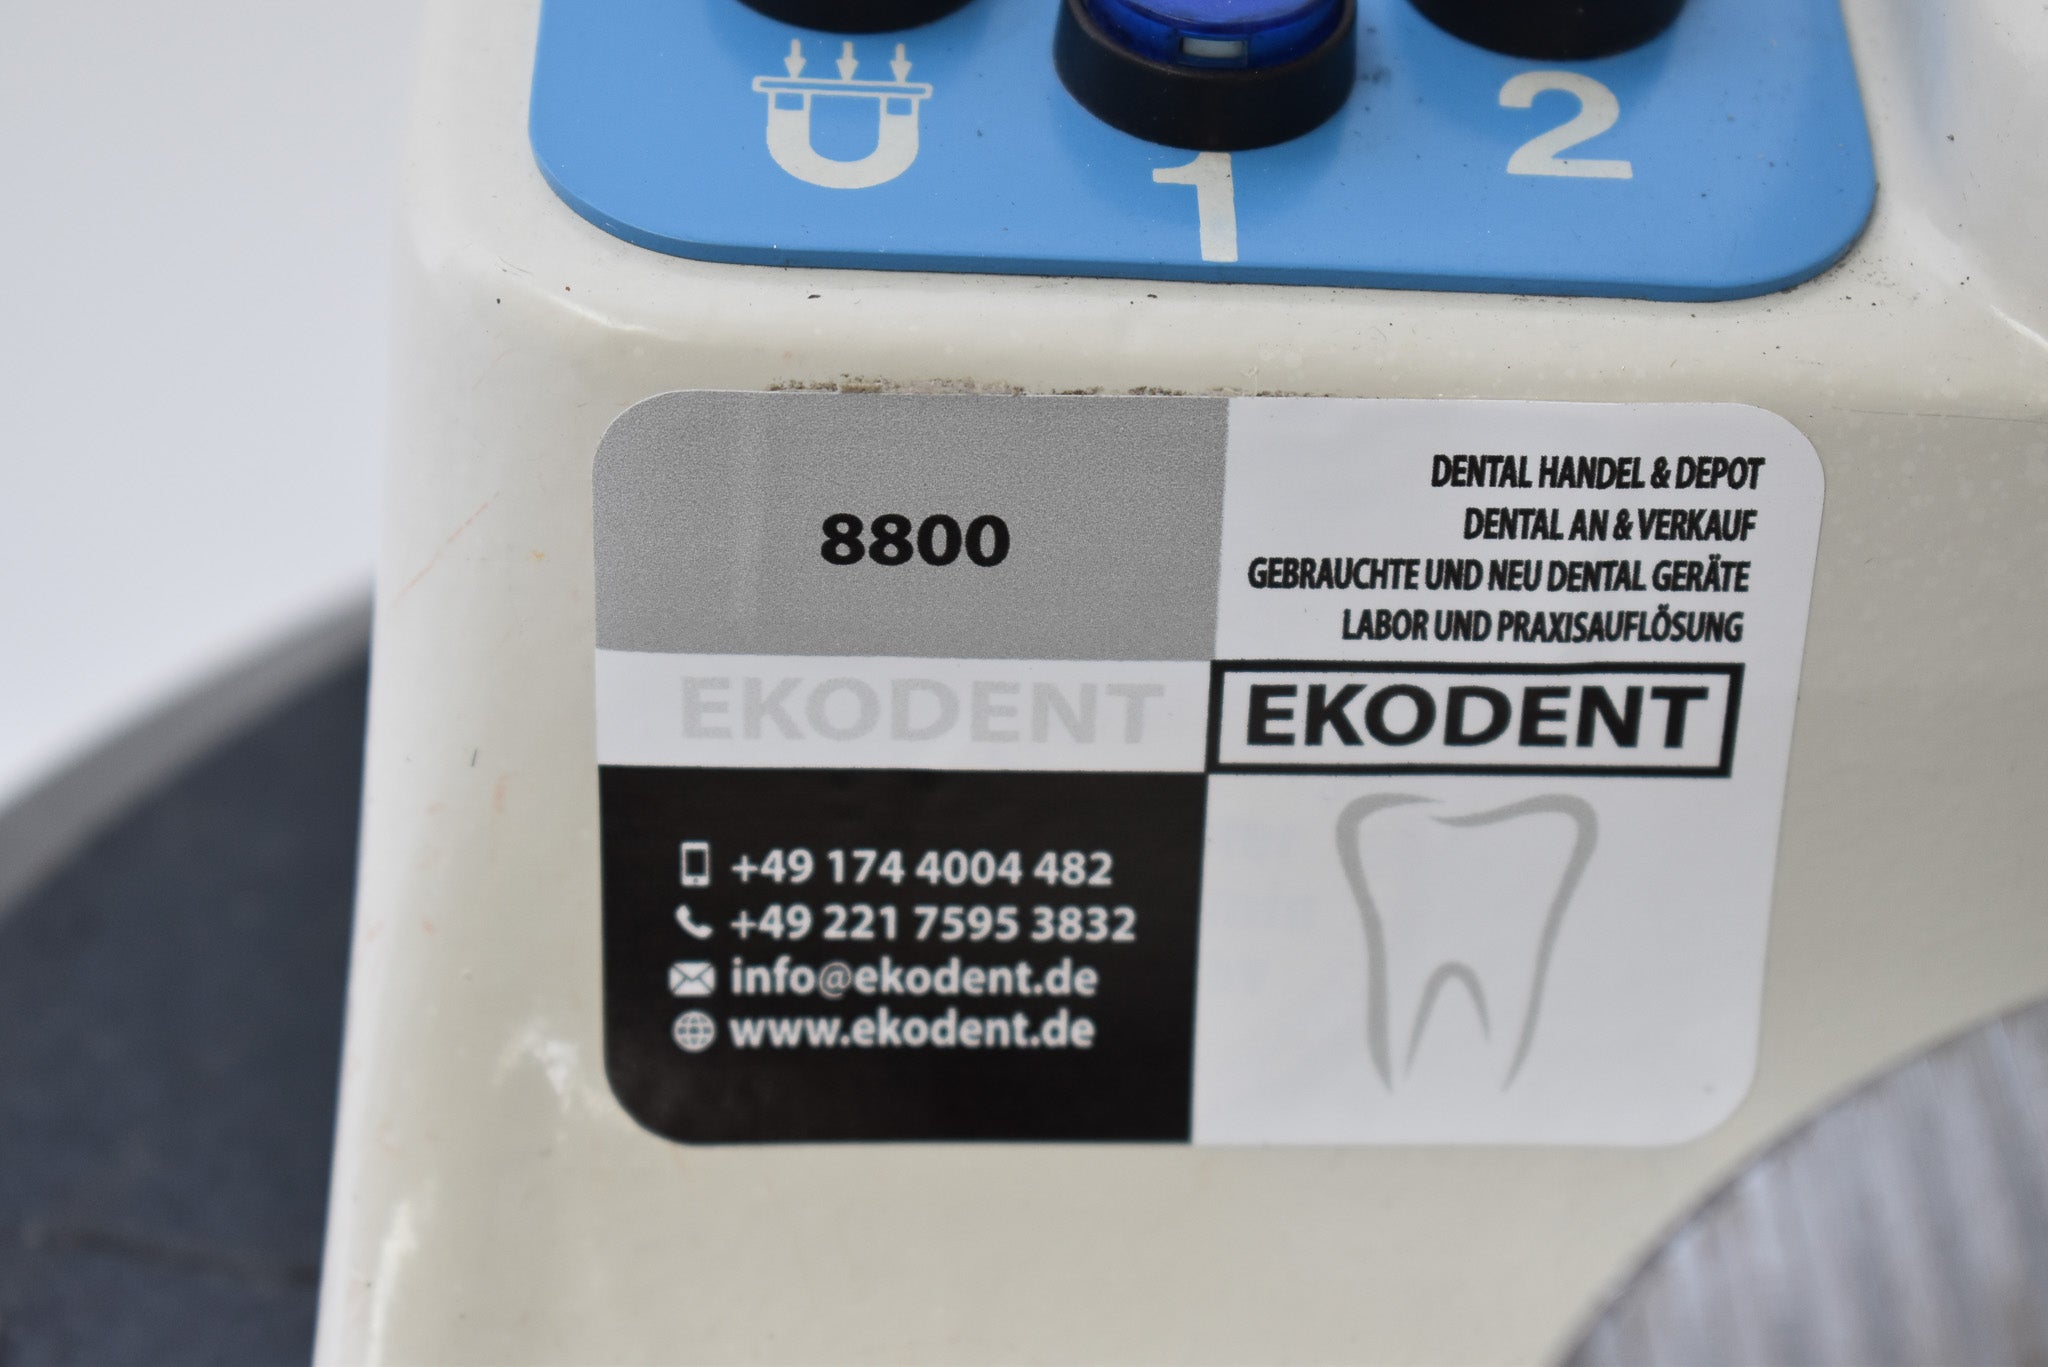 1
2
8800
DENTAL HANDEL & DEPOT
DENTAL AN & VERKAUF
GEBRAUCHTE UND NEU DENTAL GERÄTE
LABOR UND PRAXISAUFLÖSUNG
EKODENT
EKODENT
+49 174 4004 482
+49 221 7595 3832
info@ekodent.de
www.ekodent.de